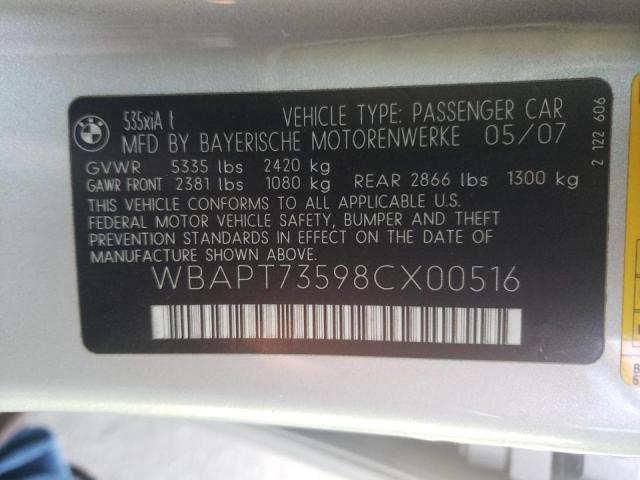 BMW
535xiA t
VEHICLE TYPE: PASSENGER CAR
MFD BY BAYERISCHE MOTORENWERKE 05/07
GVWR 5335 lbs 2420 kg
GAWR FRONT 2381 lbs 1080 kg REAR 2866 lbs 1300 kg
THIS VEHICLE CONFORMS TO ALL APPLICABLE U.S.
FEDERAL MOTOR VEHICLE SAFETY, BUMPER AND THEFT
PREVENTION STANDARDS IN EFFECT ON THE DATE OF
MANUFACTURE SHOWN ABOVE.
WBAPT73598CX00516
2 122 606